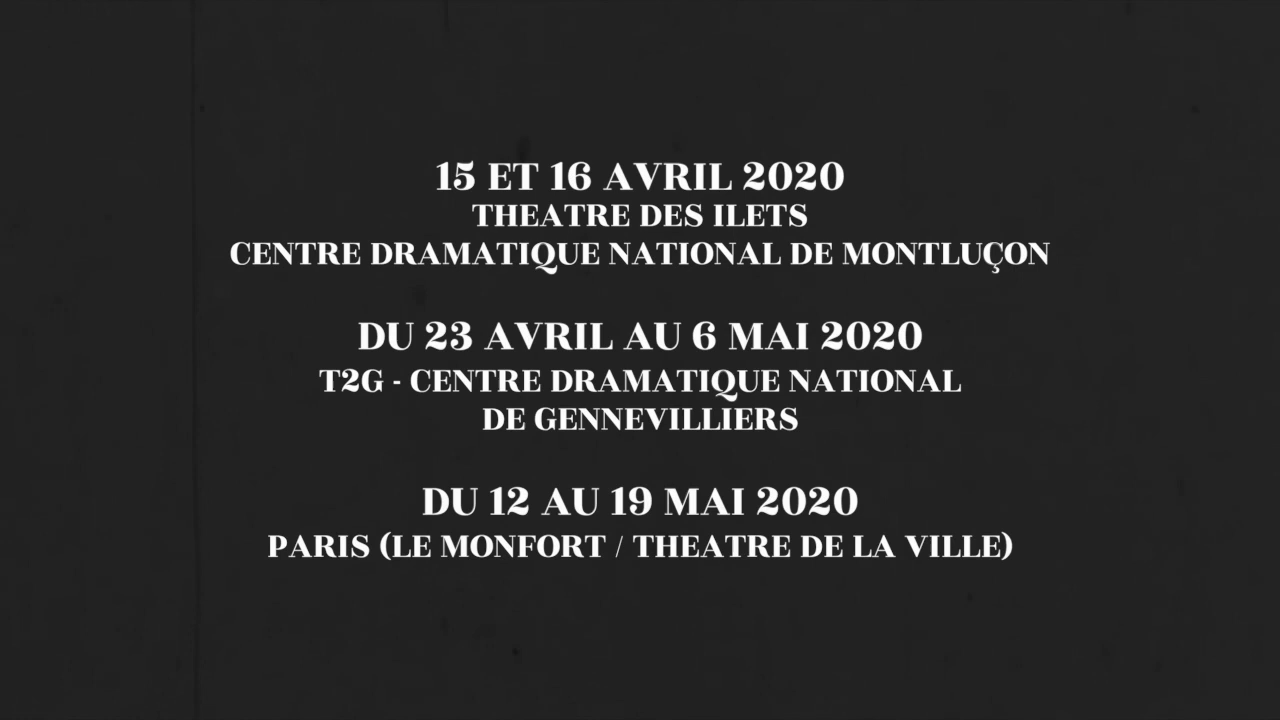 15 ET 16 AVRIL 2020
THEATRE DES ILETS
CENTRE DRAMATIQUE NATIONAL DE MONTLUÇON
DU 23 AVRIL AU 6 MAI 2020
T2G - CENTRE DRAMATIQUE NATIONAL
DE GENNEVILLIERS
DU 12 AU 19 MAI 2020
PARIS (LE MONFORT / THEATRE DE LA VILLE)